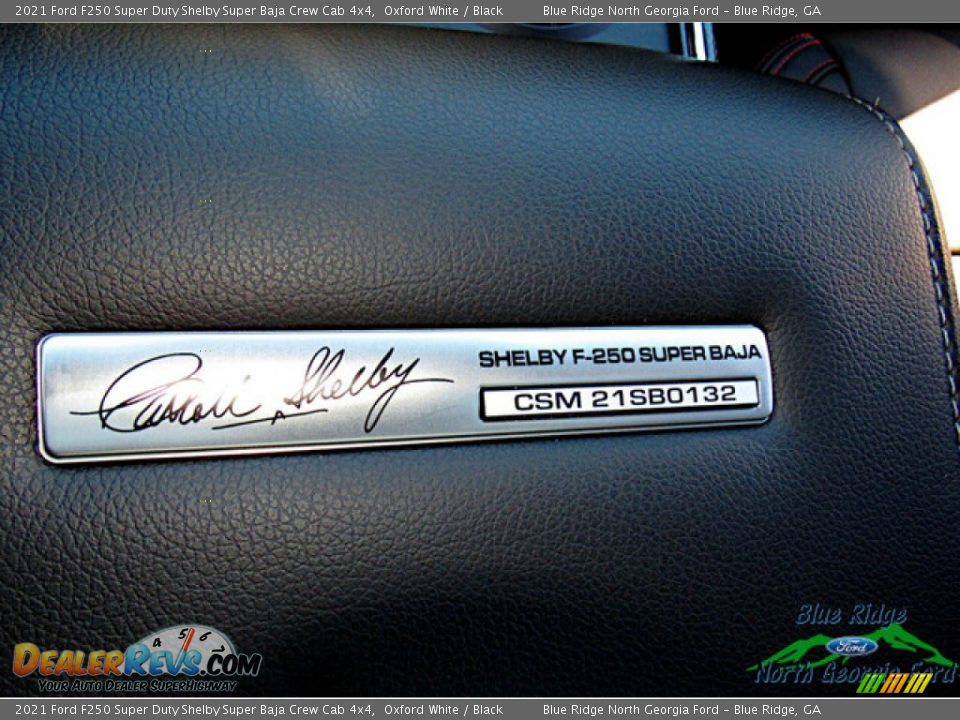 2021 Ford F250 Super Duty Shelby Super Baja Crew Cab 4x4, Oxford White / Black Blue Ridge North Georgia Ford – Blue Ridge, GA
Carroll Shelby
SHELBY F-250 SUPER BAJA
CSM 21SB0132
4 5 6
DEALERREVS.COM
YOUR AUTO DEALER SUPERHIGHWAY
Blue Ridge
Ford
North Georgia Ford
2021 Ford F250 Super Duty Shelby Super Baja Crew Cab 4x4, Oxford White / Black Blue Ridge North Georgia Ford – Blue Ridge, GA